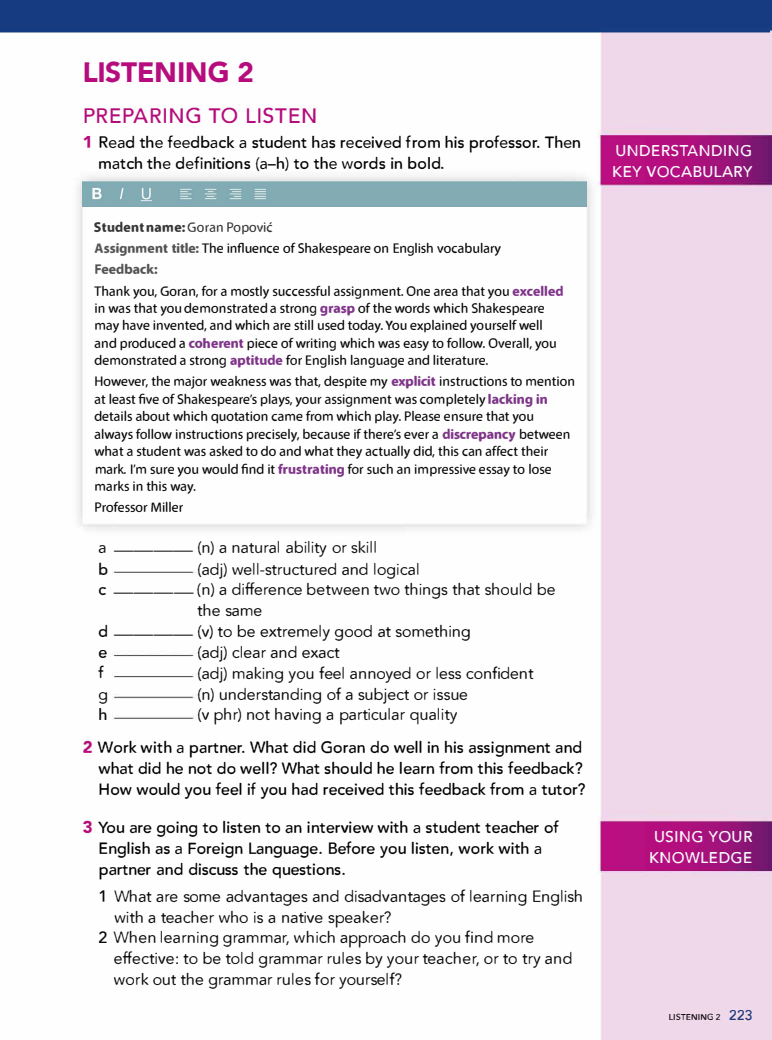 LISTENING 2
PREPARING TO LISTEN
1 Read the feedback a student has received from his professor. Then
match the definitions (a–h) to the words in bold.
UNDERSTANDING
KEY VOCABULARY
B I U
Student name: Goran Popović
Assignment title: The influence of Shakespeare on English vocabulary
Feedback:
Thank you, Goran, for a mostly successful assignment. One area that you excelled
in was that you demonstrated a strong grasp of the words which Shakespeare
may have invented, and which are still used today. You explained yourself well
and produced a coherent piece of writing which was easy to follow. Overall, you
demonstrated a strong aptitude for English language and literature.
However, the major weakness was that, despite my explicit instructions to mention
at least five of Shakespeare's plays, your assignment was completely lacking in
details about which quotation came from which play. Please ensure that you
always follow instructions precisely, because if there's ever a discrepancy between
what a student was asked to do and what they actually did, this can affect their
mark. I'm sure you would find it frustrating for such an impressive essay to lose
marks in this way.
Professor Miller
a __________ (n) a natural ability or skill
b __________ (adj) well-structured and logical
c __________ (n) a difference between two things that should be
the same
d __________ (v) to be extremely good at something
e __________ (adj) clear and exact
f __________ (adj) making you feel annoyed or less confident
g __________ (n) understanding of a subject or issue
h __________ (v phr) not having a particular quality
2 Work with a partner. What did Goran do well in his assignment and
what did he not do well? What should he learn from this feedback?
How would you feel if you had received this feedback from a tutor?
3 You are going to listen to an interview with a student teacher of
English as a Foreign Language. Before you listen, work with a
partner and discuss the questions.
USING YOUR
KNOWLEDGE
1 What are some advantages and disadvantages of learning English
with a teacher who is a native speaker?
2 When learning grammar, which approach do you find more
effective: to be told grammar rules by your teacher, or to try and
work out the grammar rules for yourself?
LISTENING 2 223